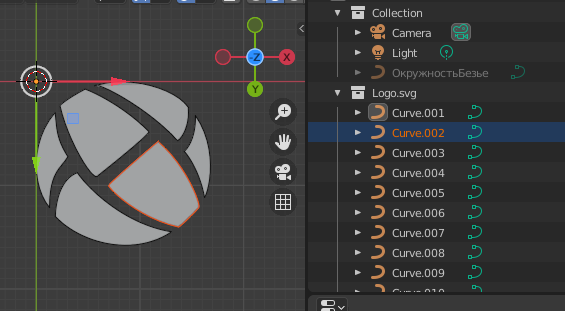 Collection
Camera
Light
ОкружностьБезье
Logo.svg
Curve.001
Curve.002
Curve.003
Curve.004
Curve.005
Curve.006
Curve.007
Curve.008
Curve.009
-Z
X
Y